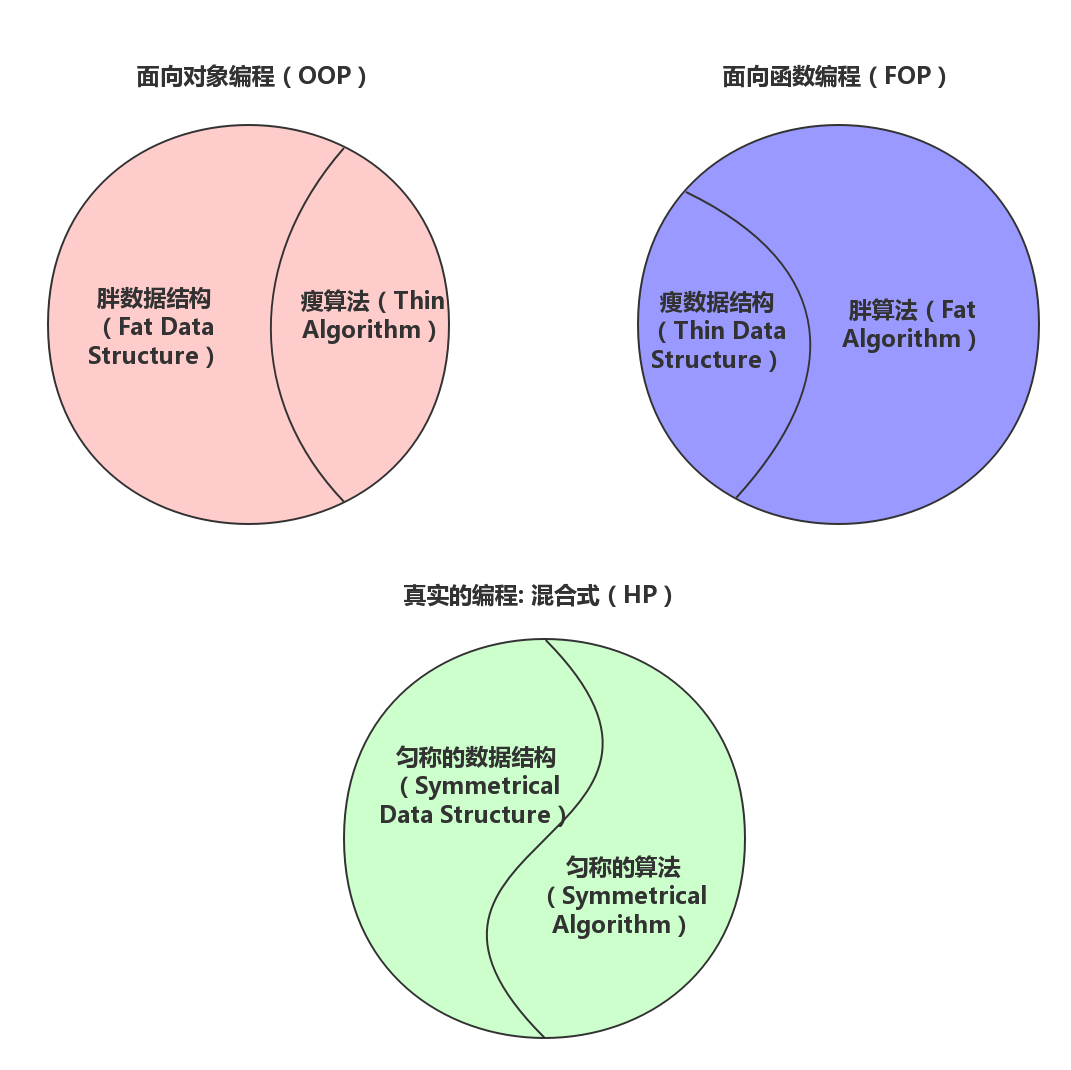 面向对象编程（OOP）
面向函数编程（FOP）
胖数据结构
（Fat Data
Structure）
瘦算法（Thin
Algorithm）
瘦数据结构
（Thin Data
Structure）
胖算法（Fat
Algorithm）
真实的编程: 混合式（HP）
匀称的数据结构
（Symmetrical
Data Structure）
匀称的算法
（Symmetrical
Algorithm）